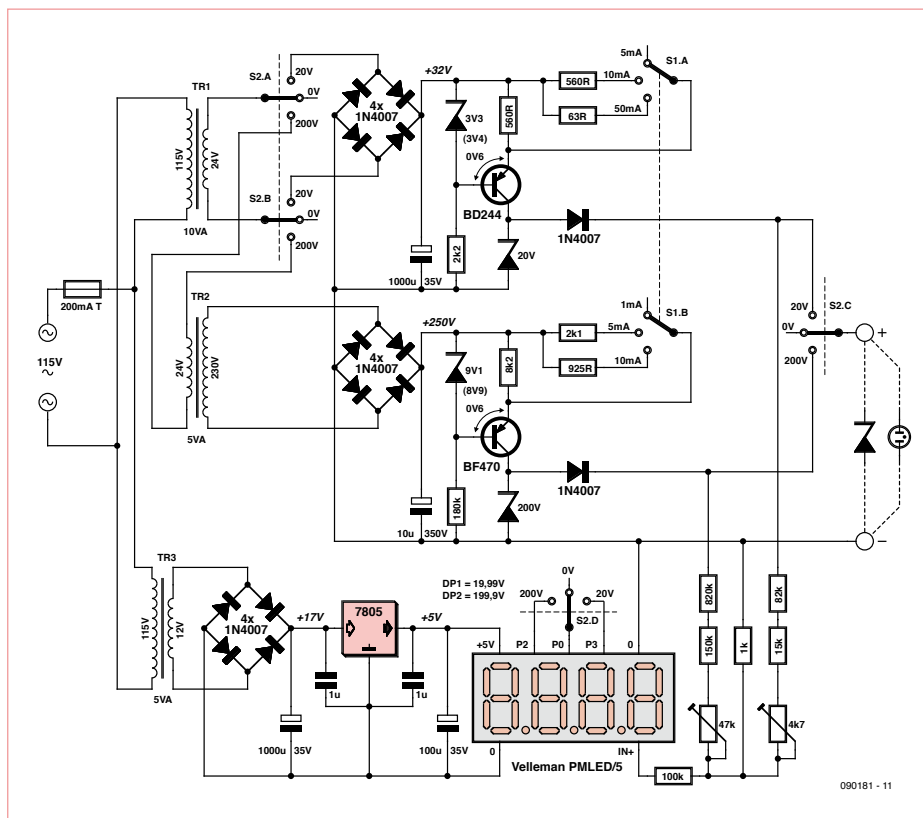 S2.A
20V
0V
200V
TR1
115V
24V
10VA
S2.B
20V
0V
200V
4x
1N4007
+32V
3V3
(3V4)
560R
560R
63R
5mA
10mA
50mA
S1.A
0V6
BD244
2k2
1000u 35V
20V
1N4007
200mA T
115V
~
TR2
24V
230V
5VA
4x
1N4007
+250V
9V1
(8V9)
8k2
2k1
925R
1mA
5mA
10mA
S1.B
0V6
BF470
180k
10u 350V
200V
1N4007
20V
0V
200V
S2.C
+
–
TR3
115V
12V
5VA
4x
1N4007
+17V
7805
+5V
1u
1u
1000u 35V
100u 35V
DP1 = 19,99V
DP2 = 199,9V
0V
200V
20V
S2.D
+5V P2 P0 P3 0
8.8.8.8
0 IN+
Velleman PMLED/5
820k
150k
47k
1k
82k
15k
4k7
100k
090181 - 11